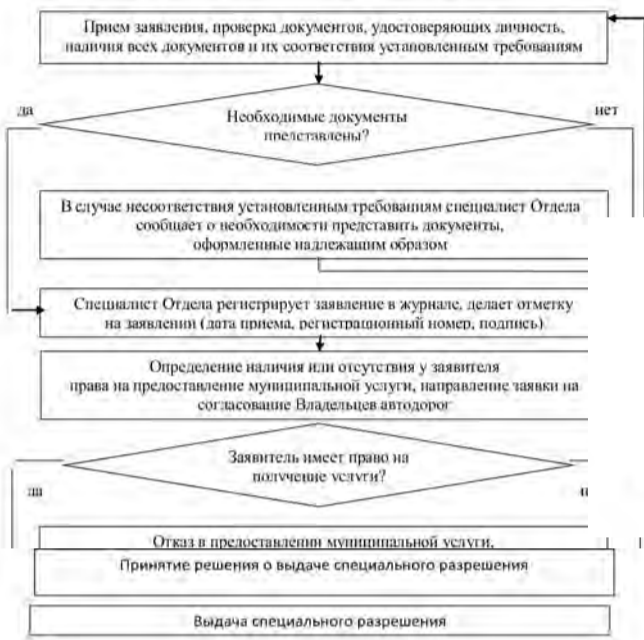 Прием заявления, проверка документов, удостоверяющих личность,
наличия всех документов и их соответствия установленным требованиям
да
нет
Необходимые документы
представлены?
В случае несоответствия установленным требованиям специалист Отдела
сообщает о необходимости представить документы,
оформленные надлежащим образом
Специалист Отдела регистрирует заявление в журнале, делает отметку
на заявлении (дата приема, регистрационный номер, подпись)
Определение наличия или отсутствия у заявителя
права на предоставление муниципальной услуги, направление заявки на
согласование Владельцев автодорог
Заявитель имеет право на
получение услуги?
да
Отказ в предоставлении муниципальной услуги,
Принятие решения о выдаче специального разрешения
Выдача специального разрешения